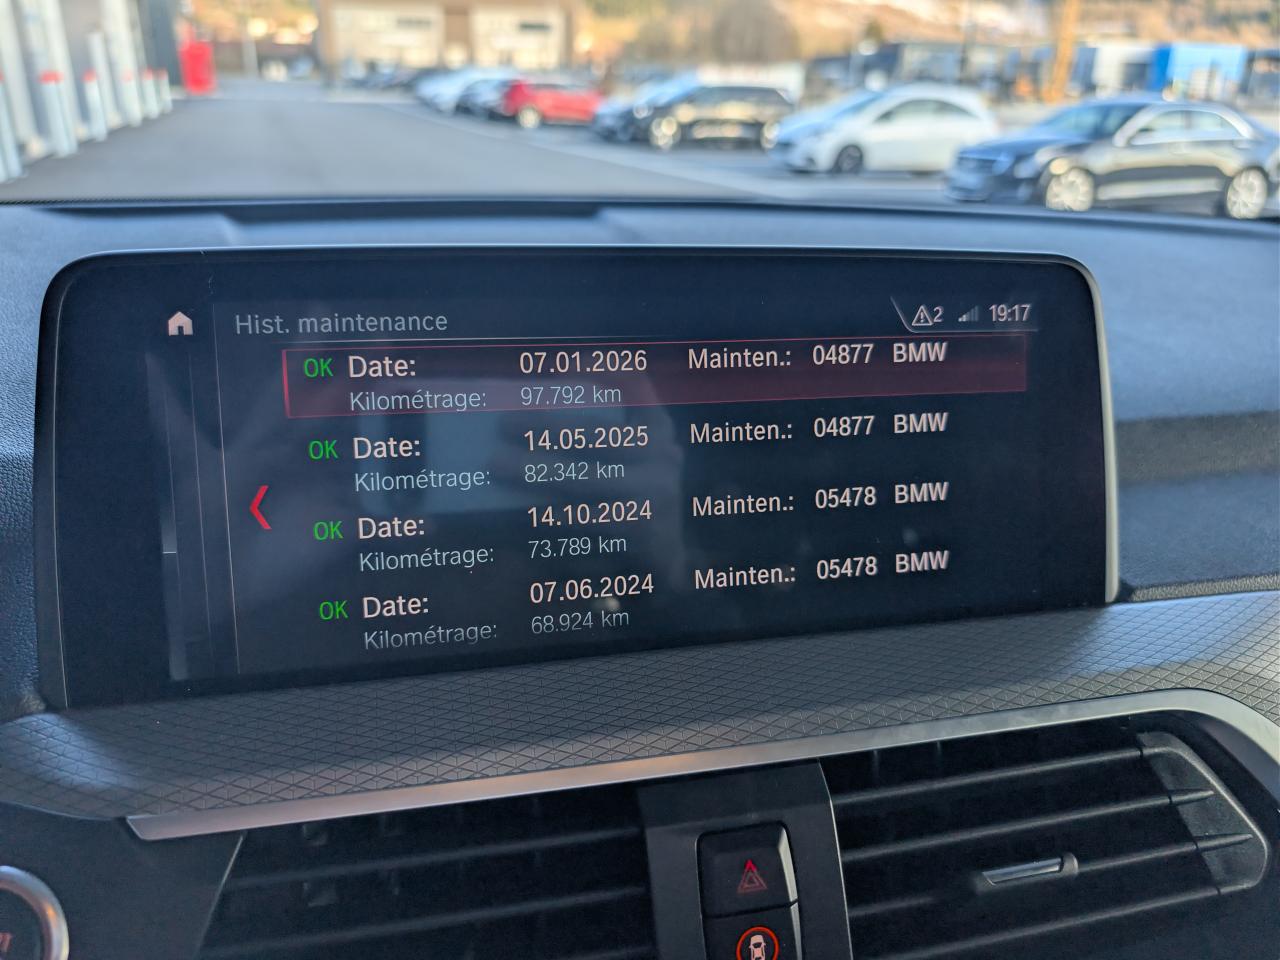 Hist. maintenance
2 19:17
OK Date: 07.01.2026 Mainten.: 04877 BMW
Kilométrage: 97.792 km
OK Date: 14.05.2025 Mainten.: 04877 BMW
Kilométrage: 82.342 km
OK Date: 14.10.2024 Mainten.: 05478 BMW
Kilométrage: 73.789 km
OK Date: 07.06.2024 Mainten.: 05478 BMW
Kilométrage: 68.924 km